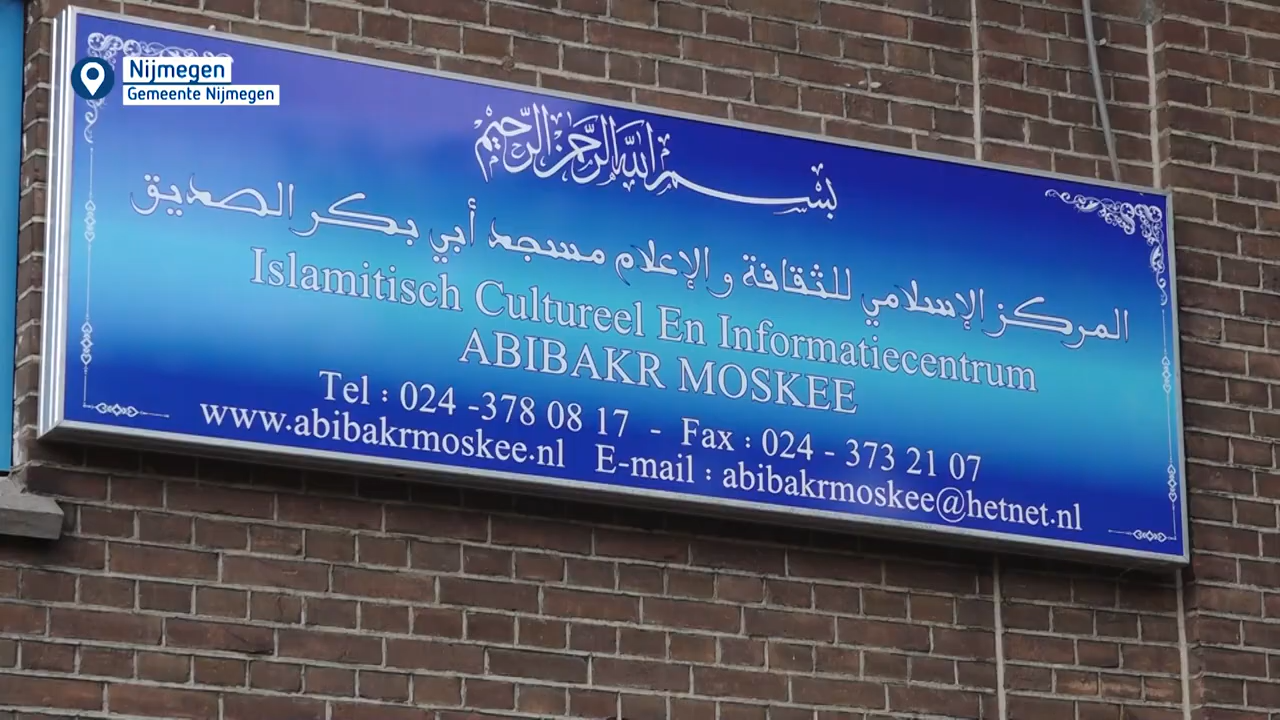 Nijmegen
Gemeente Nijmegen
بسم الله الرحمن الرحيم
المركز الإسلامي للثقافة والإعلام مسجد أبي بكر الصديق
Islamitisch Cultureel En Informatiecentrum
ABIBAKR MOSKEE
Tel : 024 -378 08 17 - Fax : 024 - 373 21 07
www.abibakrmoskee.nl E-mail : abibakrmoskee@hetnet.nl